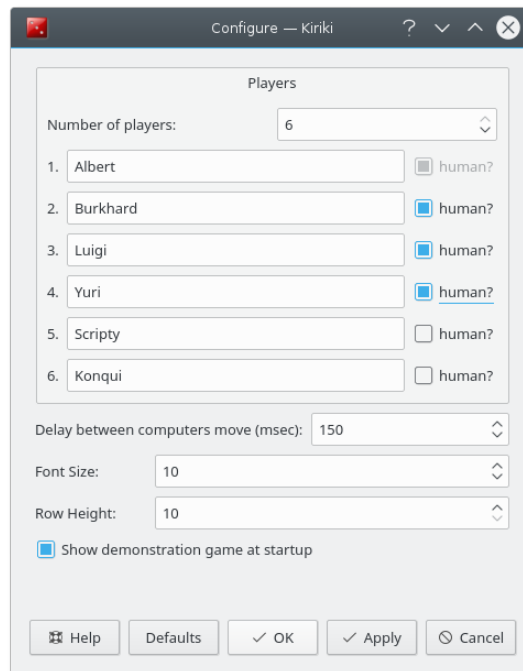 Configure — Kiriki
Players
Number of players: 6
1. Albert human?
2. Burkhard human?
3. Luigi human?
4. Yuri human?
5. Scripty human?
6. Konqui human?
Delay between computers move (msec): 150
Font Size: 10
Row Height: 10
Show demonstration game at startup
Help Defaults OK Apply Cancel